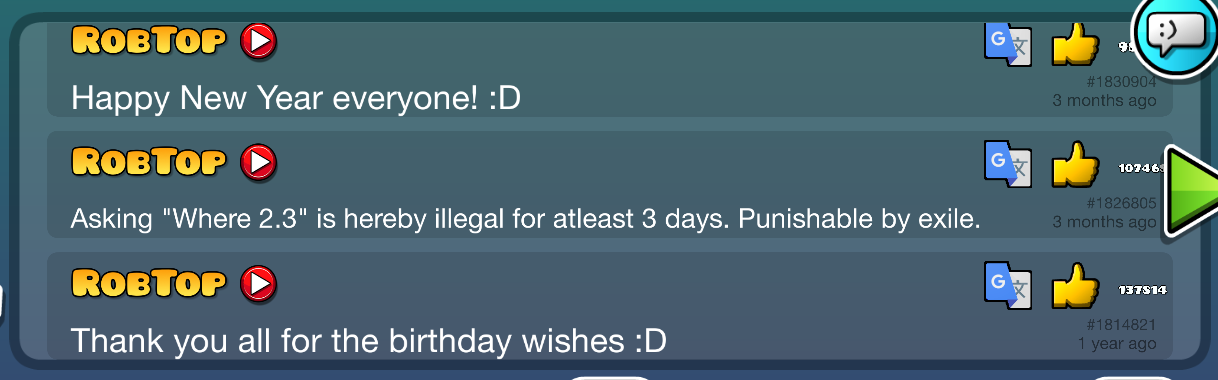 RobTop
Happy New Year everyone! :D
#1830904
3 months ago
RobTop
Asking "Where 2.3" is hereby illegal for atleast 3 days. Punishable by exile.
#1826805
3 months ago
RobTop
137514
Thank you all for the birthday wishes :D
#1814821
1 year ago